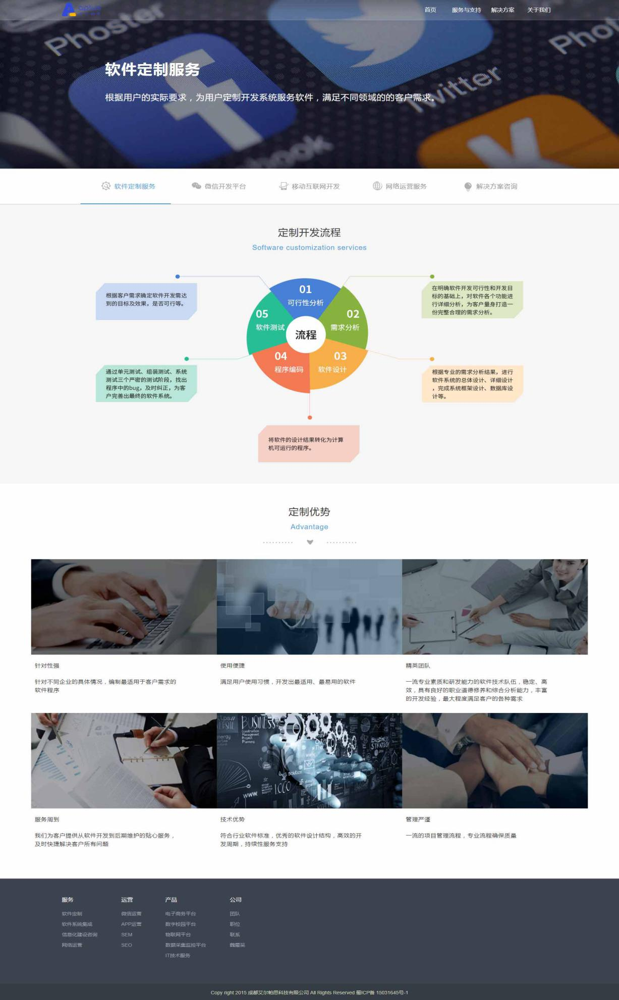 首页 服务与支持 解决方案 关于我们
Phoster
Twitter
软件定制服务
根据用户的实际要求，为用户定制开发系统服务软件，满足不同领域的的客户需求。
软件定制服务
微信开发平台
移动互联网开发
网络运营服务
解决方案咨询
定制开发流程
Software customization services
01
可行性分析
02
需求分析
03
软件设计
04
程序编码
05
软件测试
流程
根据客户需求确定软件开发需达
到的目标及效果，是否可行等。
在明确软件开发可行性和开发目
标的基础上，对软件各个功能进
行详细分析，为客户量身打造一
份完整合理的需求分析。
通过单元测试、组装测试、系统
测试三个严密的测试阶段，找出
程序中的bug，及时纠正，为客
户完善出最终的软件系统。
根据专业的需求分析结果，进行
软件系统的总体设计、详细设计
，完成系统框架设计、数据库设
计等。
将软件的设计结果转化为计算
机可运行的程序。
定制优势
Advantage
针对性强
针对不同企业的具体情况，编制最适用于客户需求的
软件程序
使用便捷
满足用户使用习惯，开发出最适用、最易用的软件
精英团队
一流专业素质和研发能力的软件技术队伍，稳定、高
效，具有良好的职业道德修养和综合分析能力，丰富
的开发经验，最大程度满足客户的各种需求
BUSINESS
Construction
Management
Project
Planning
BUSINESS
STRATEGY
WWW.
Solution
服务周到
我们为客户提供从软件开发到后期维护的贴心服务，
及时快捷解决客户所有问题
技术优势
符合行业软件标准，优秀的软件设计结构，高效的开
发周期，持续性服务支持
管理严谨
一流的项目管理流程，专业流程确保质量
服务
软件定制
软件系统集成
信息化建设咨询
网络运营
运营
微信运营
APP运营
SEM
SEO
产品
电子商务平台
数字校园平台
物联网平台
数据采集监控平台
IT技术服务
公司
团队
职位
联系
Copy right 2015 成都艾尔帕思科技有限公司 All Rights Reserved 蜀ICP备 15031645号-1